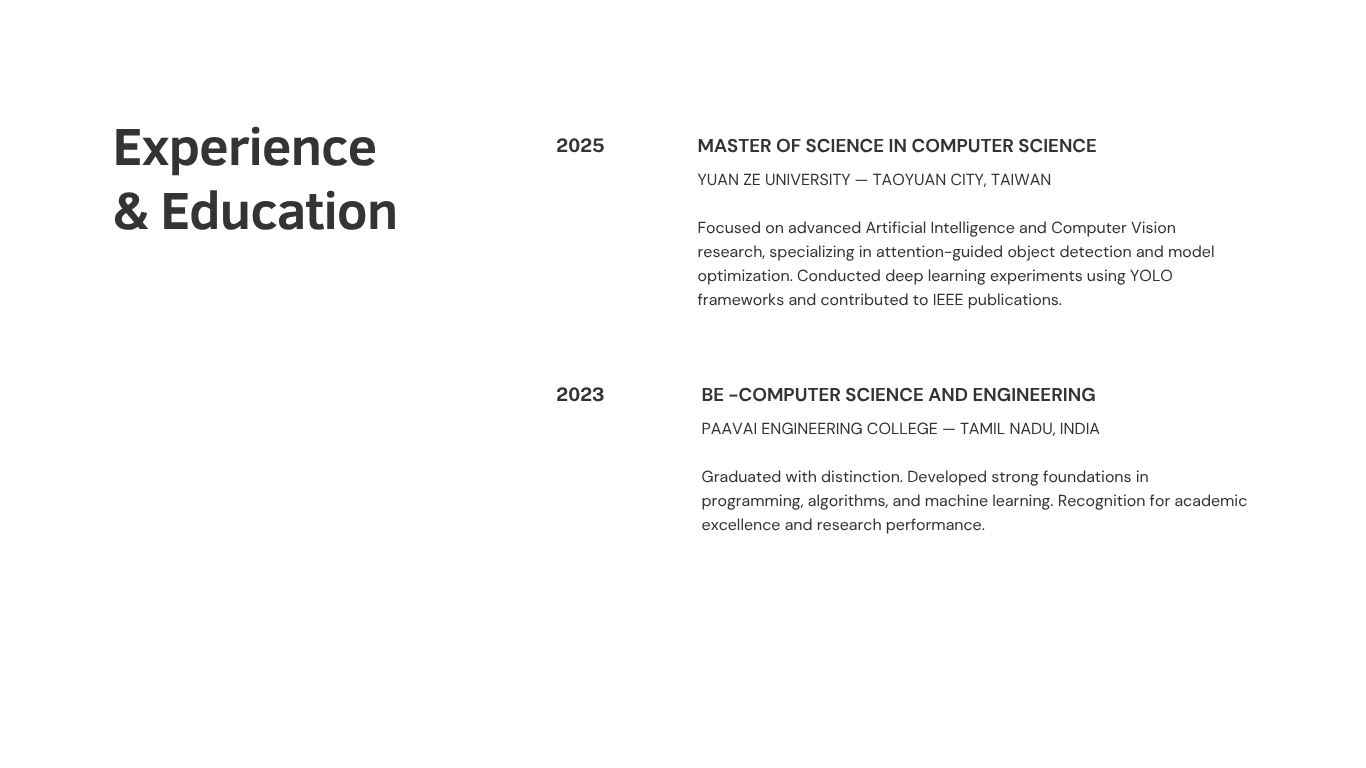 Experience
& Education
2025
MASTER OF SCIENCE IN COMPUTER SCIENCE
YUAN ZE UNIVERSITY — TAOYUAN CITY, TAIWAN
Focused on advanced Artificial Intelligence and Computer Vision
research, specializing in attention-guided object detection and model
optimization. Conducted deep learning experiments using YOLO
frameworks and contributed to IEEE publications.
2023
BE -COMPUTER SCIENCE AND ENGINEERING
PAAVAI ENGINEERING COLLEGE — TAMIL NADU, INDIA
Graduated with distinction. Developed strong foundations in
programming, algorithms, and machine learning. Recognition for academic
excellence and research performance.